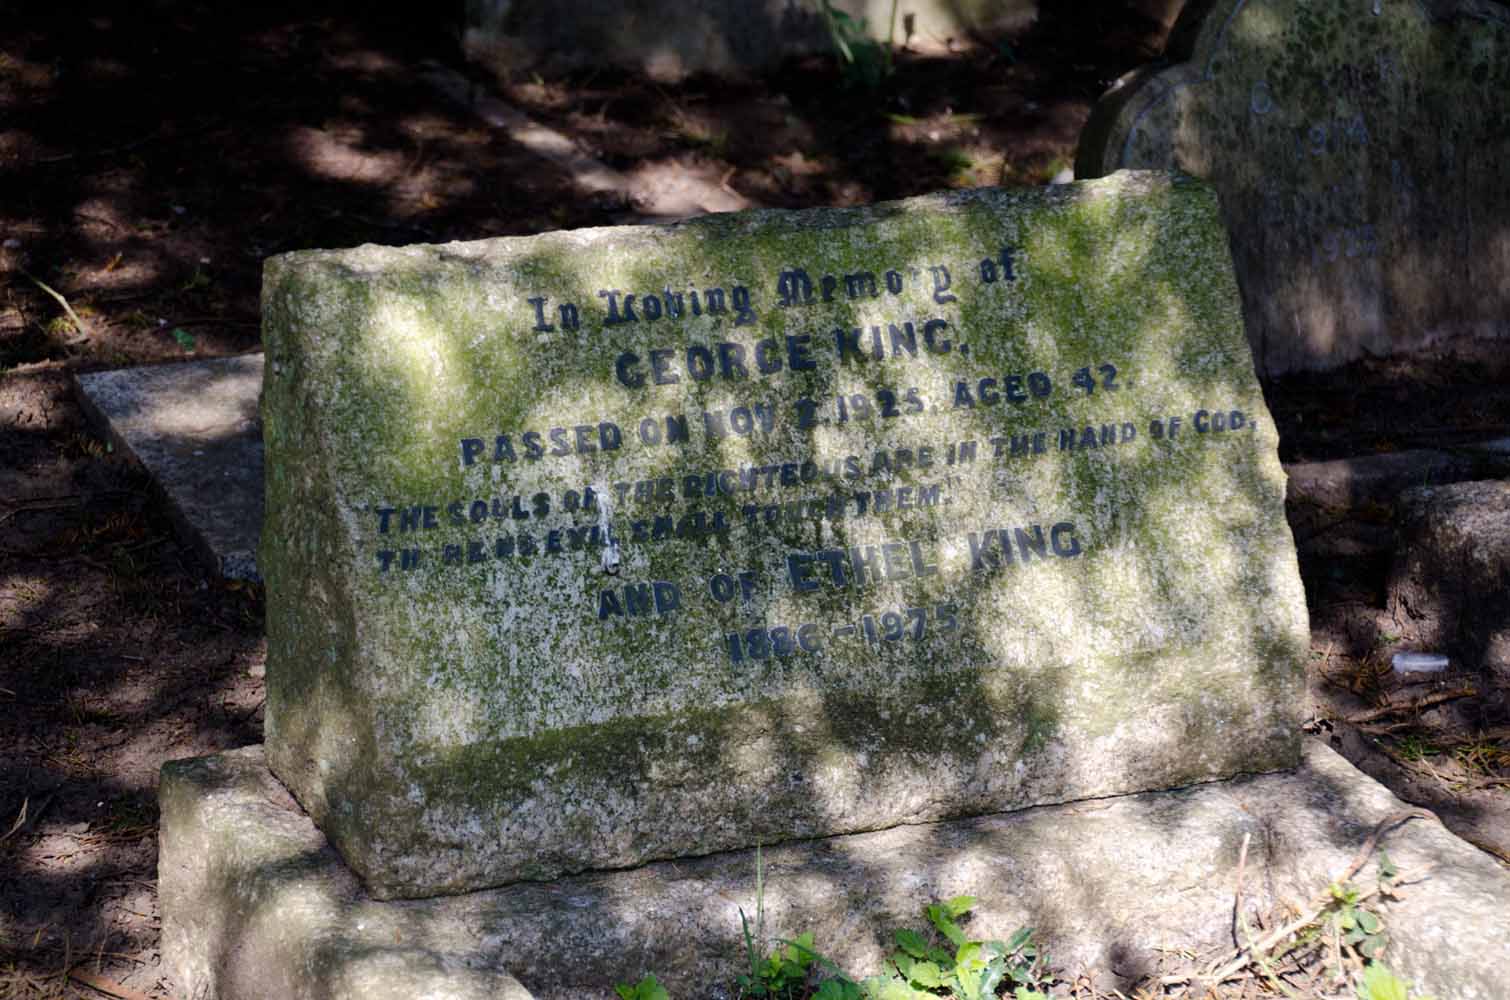 In Loving Memory of
GEORGE KING.
PASSED ON NOV 2. 1925. AGED 42.
THE SOULS OF THE RIGHTEOUS ARE IN THE HAND OF GOD,
EVIL SHALL TOUCH THEM."
AND OF ETHEL KING
1886 - 1975.